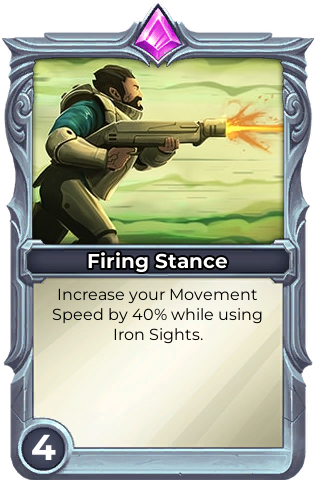 Firing Stance
Increase your Movement
Speed by 40% while using
Iron Sights.
4